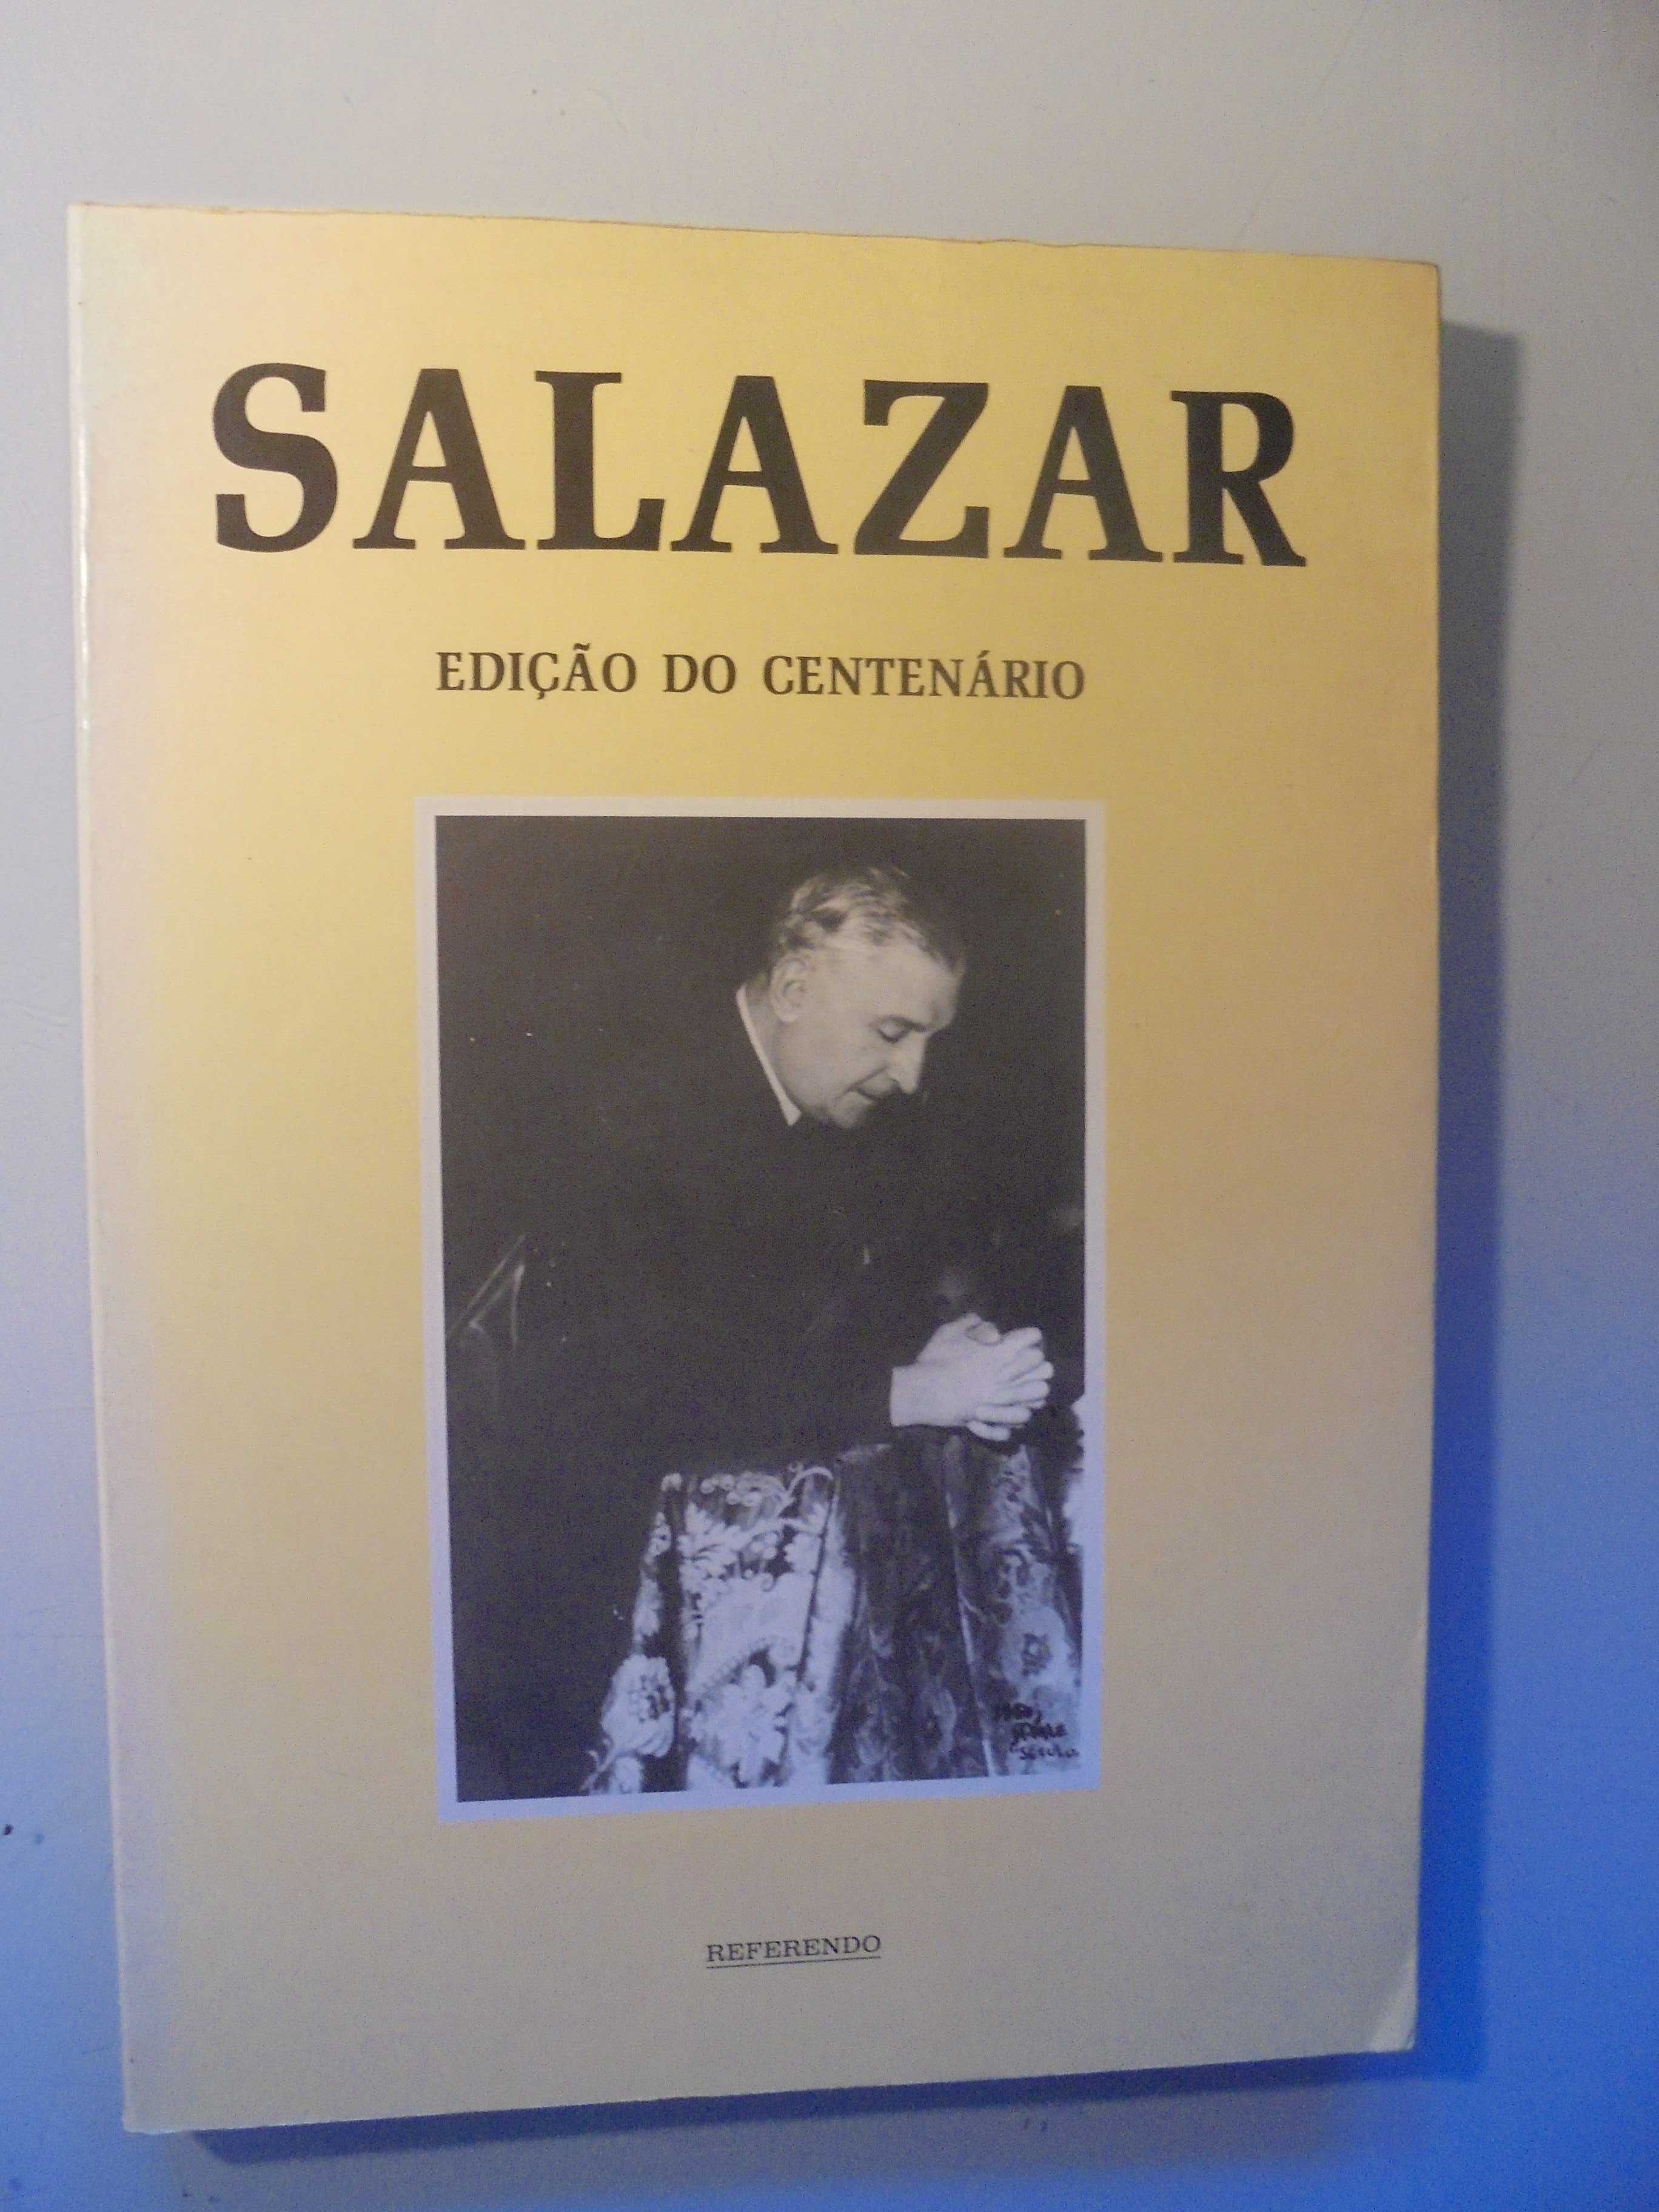 SALAZAR
EDIÇÃO DO CENTENÁRIO
REFERENDO